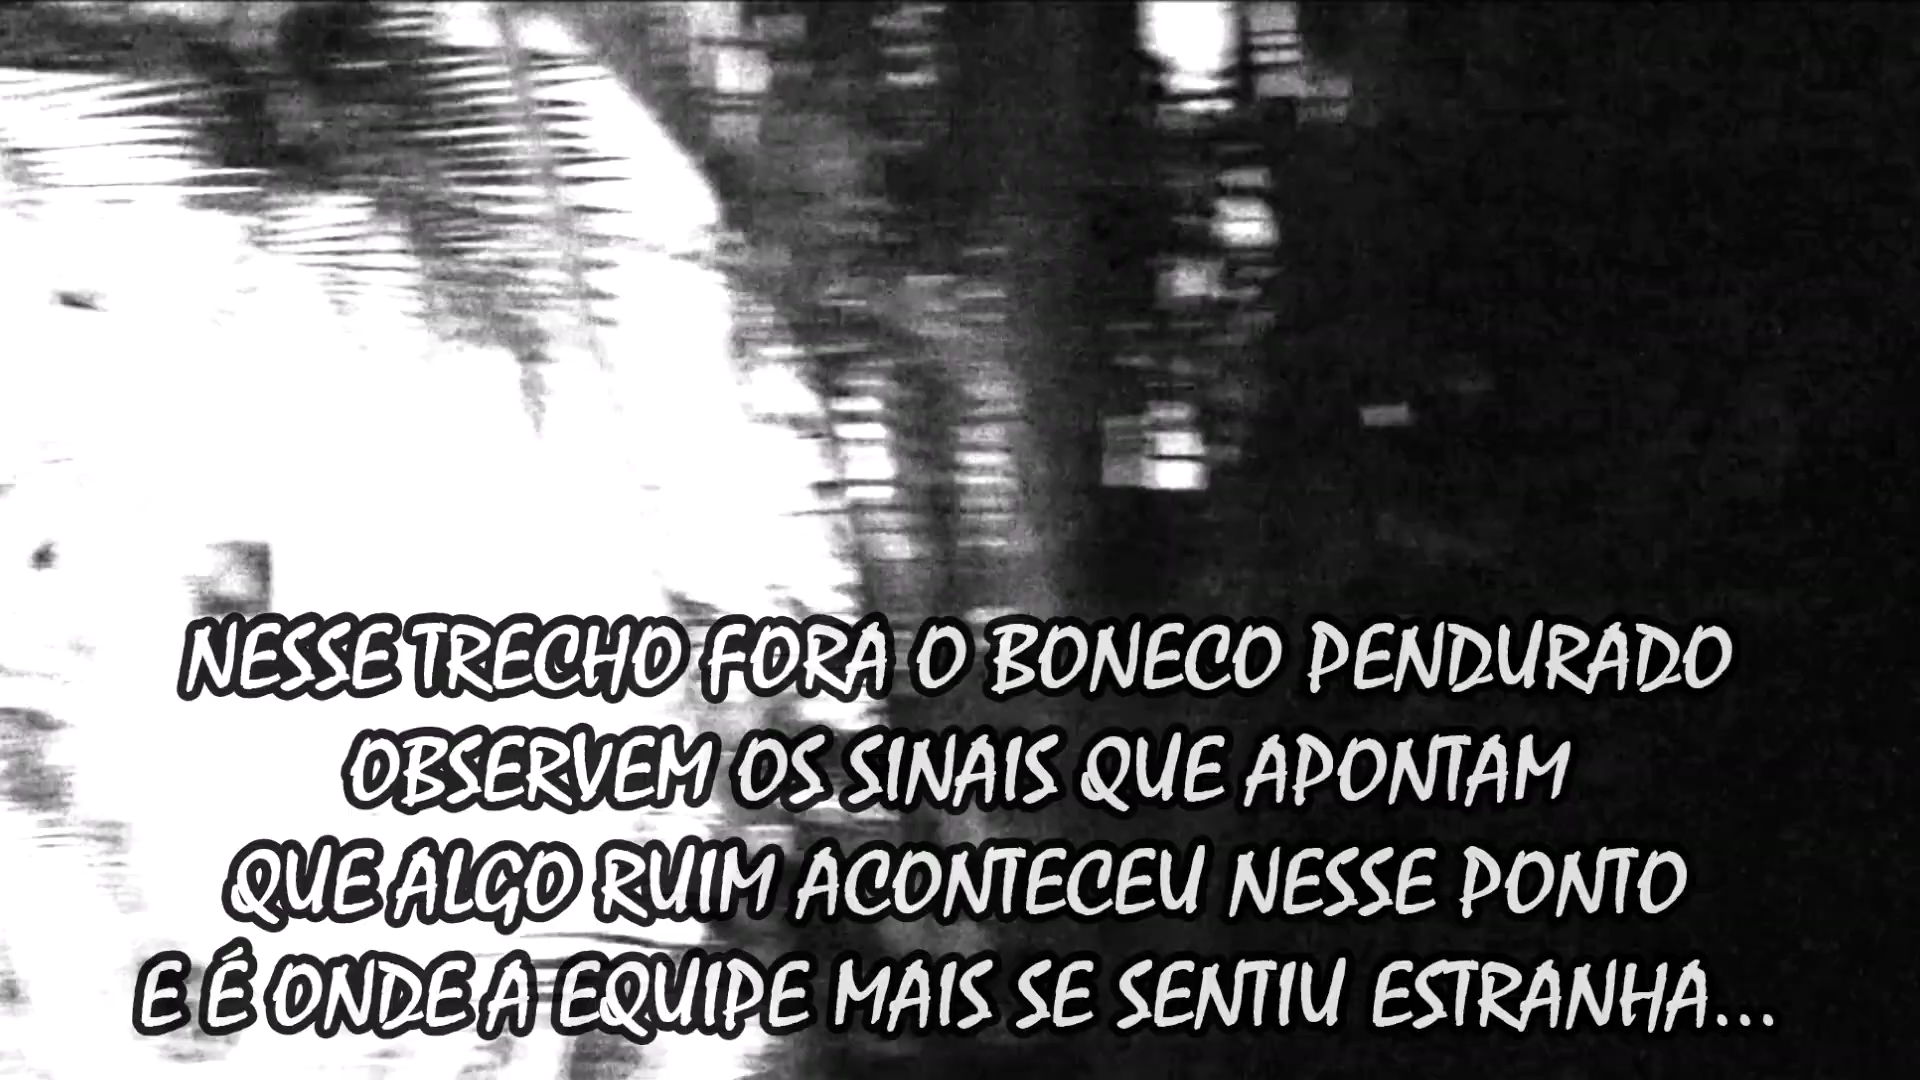 NESSE TRECHO FORA O BONECO PENDURADO
OBSERVEM OS SINAIS QUE APONTAM
QUE ALGO RUIM ACONTECEU NESSE PONTO
E É ONDE A EQUIPE MAIS SE SENTIU ESTRANHA...